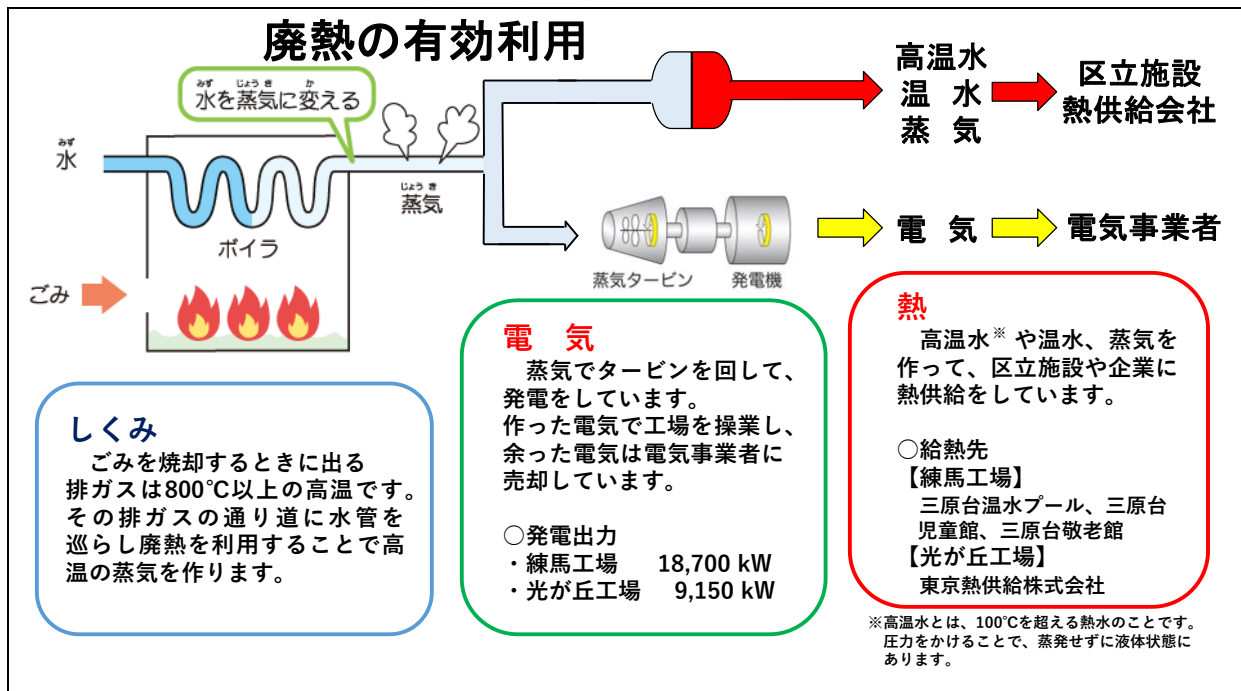 廃熱の有効利用
みず じょうき か
水を蒸気に変える
みず
水
じょうき
蒸気
ボイラ
ごみ
高温水
温 水
蒸 気
区立施設
熱供給会社
蒸気タービン
発電機
電 気
電気事業者
しくみ
ごみを焼却するときに出る
排ガスは800℃以上の高温です。
その排ガスの通り道に水管を
巡らし廃熱を利用することで高
温の蒸気を作ります。
電 気
蒸気でタービンを回して、
発電をしています。
作った電気で工場を操業し、
余った電気は電気事業者に
売却しています。
○発電出力
・練馬工場 18,700 kW
・光が丘工場 9,150 kW
熱
高温水※ や温水、蒸気を
作って、区立施設や企業に
熱供給をしています。
○給熱先
【練馬工場】
三原台温水プール、三原台
児童館、三原台敬老館
【光が丘工場】
東京熱供給株式会社
※高温水とは、100℃を超える熱水のことです。
圧力をかけることで、蒸発せずに液体状態に
あります。